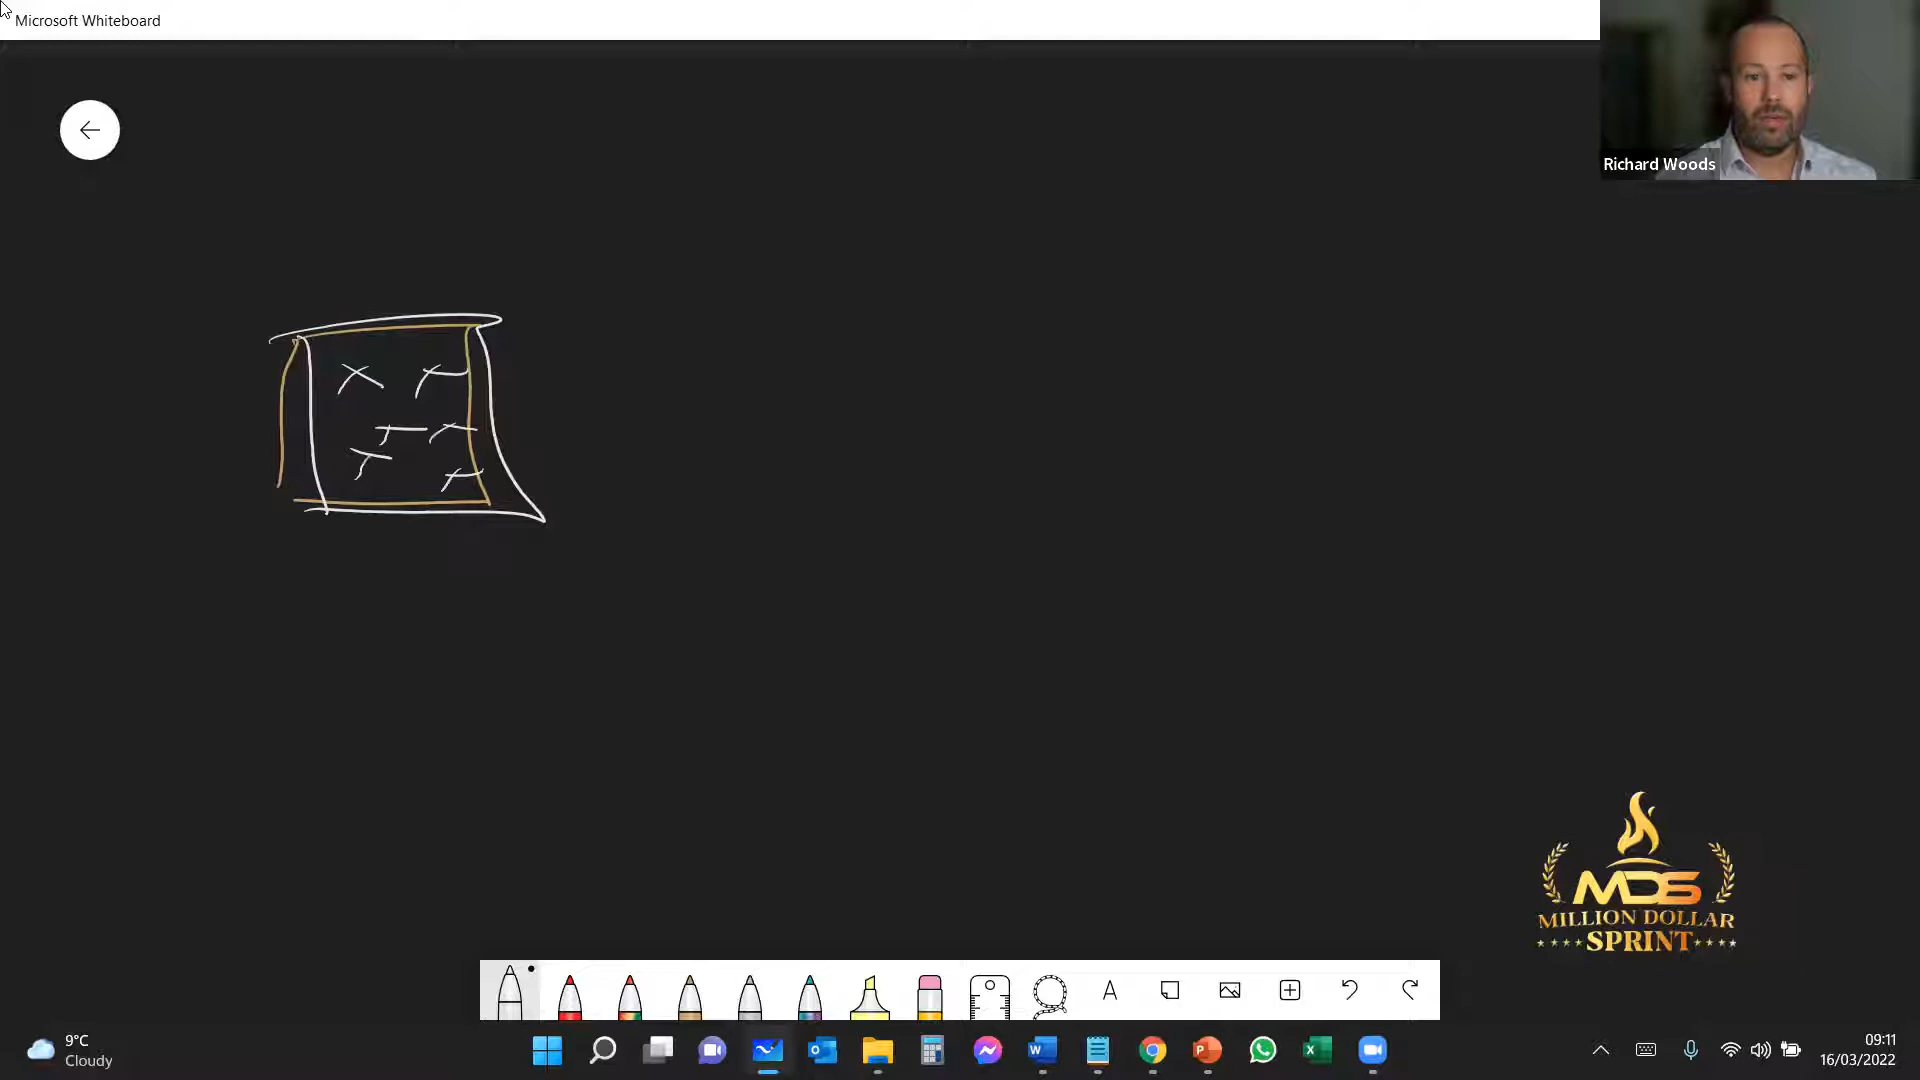 Microsoft Whiteboard
Richard Woods
MDS
MILLION DOLLAR
SPRINT
9°C
Cloudy
09:11
16/03/2022